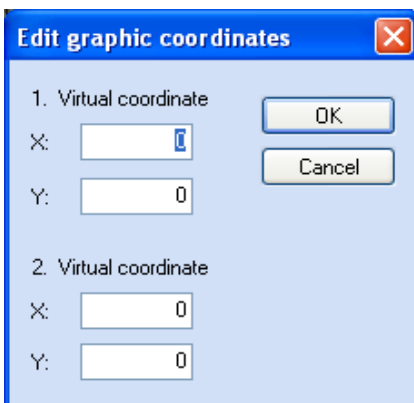 Edit graphic coordinates
1. Virtual coordinate
OK
X: 0
Cancel
Y: 0
2. Virtual coordinate
X: 0
Y: 0